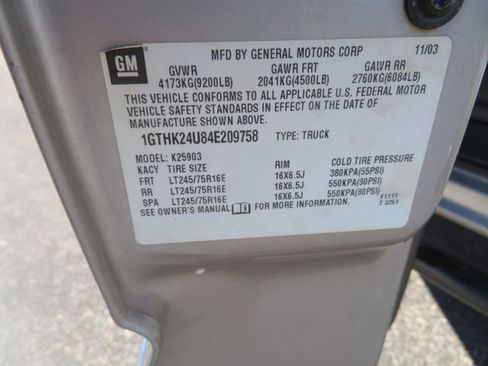 GM
MFD BY GENERAL MOTORS CORP 11/03
GVWR GAWR FRT GAWR RR
4173KG(9200LB) 2041KG(4500LB) 2760KG(6084LB)
THIS VEHICLE CONFORMS TO ALL APPLICABLE U.S. FEDERAL MOTOR
VEHICLE SAFETY STANDARDS IN EFFECT ON THE DATE OF
MANUFACTURE SHOWN ABOVE.
1GTHK24U84E209758 TYPE: TRUCK
MODEL: K25903
KACY TIRE SIZE RIM COLD TIRE PRESSURE
FRT LT245/75R16E 16X6.5J 380KPA(55PSI)
RR LT245/75R16E 16X6.5J 550KPA(80PSI)
SPA LT245/75R16E 16X6.5J 550KPA(80PSI)
SEE OWNER'S MANUAL FOR MORE INFORMATION.
F1111
T 3351